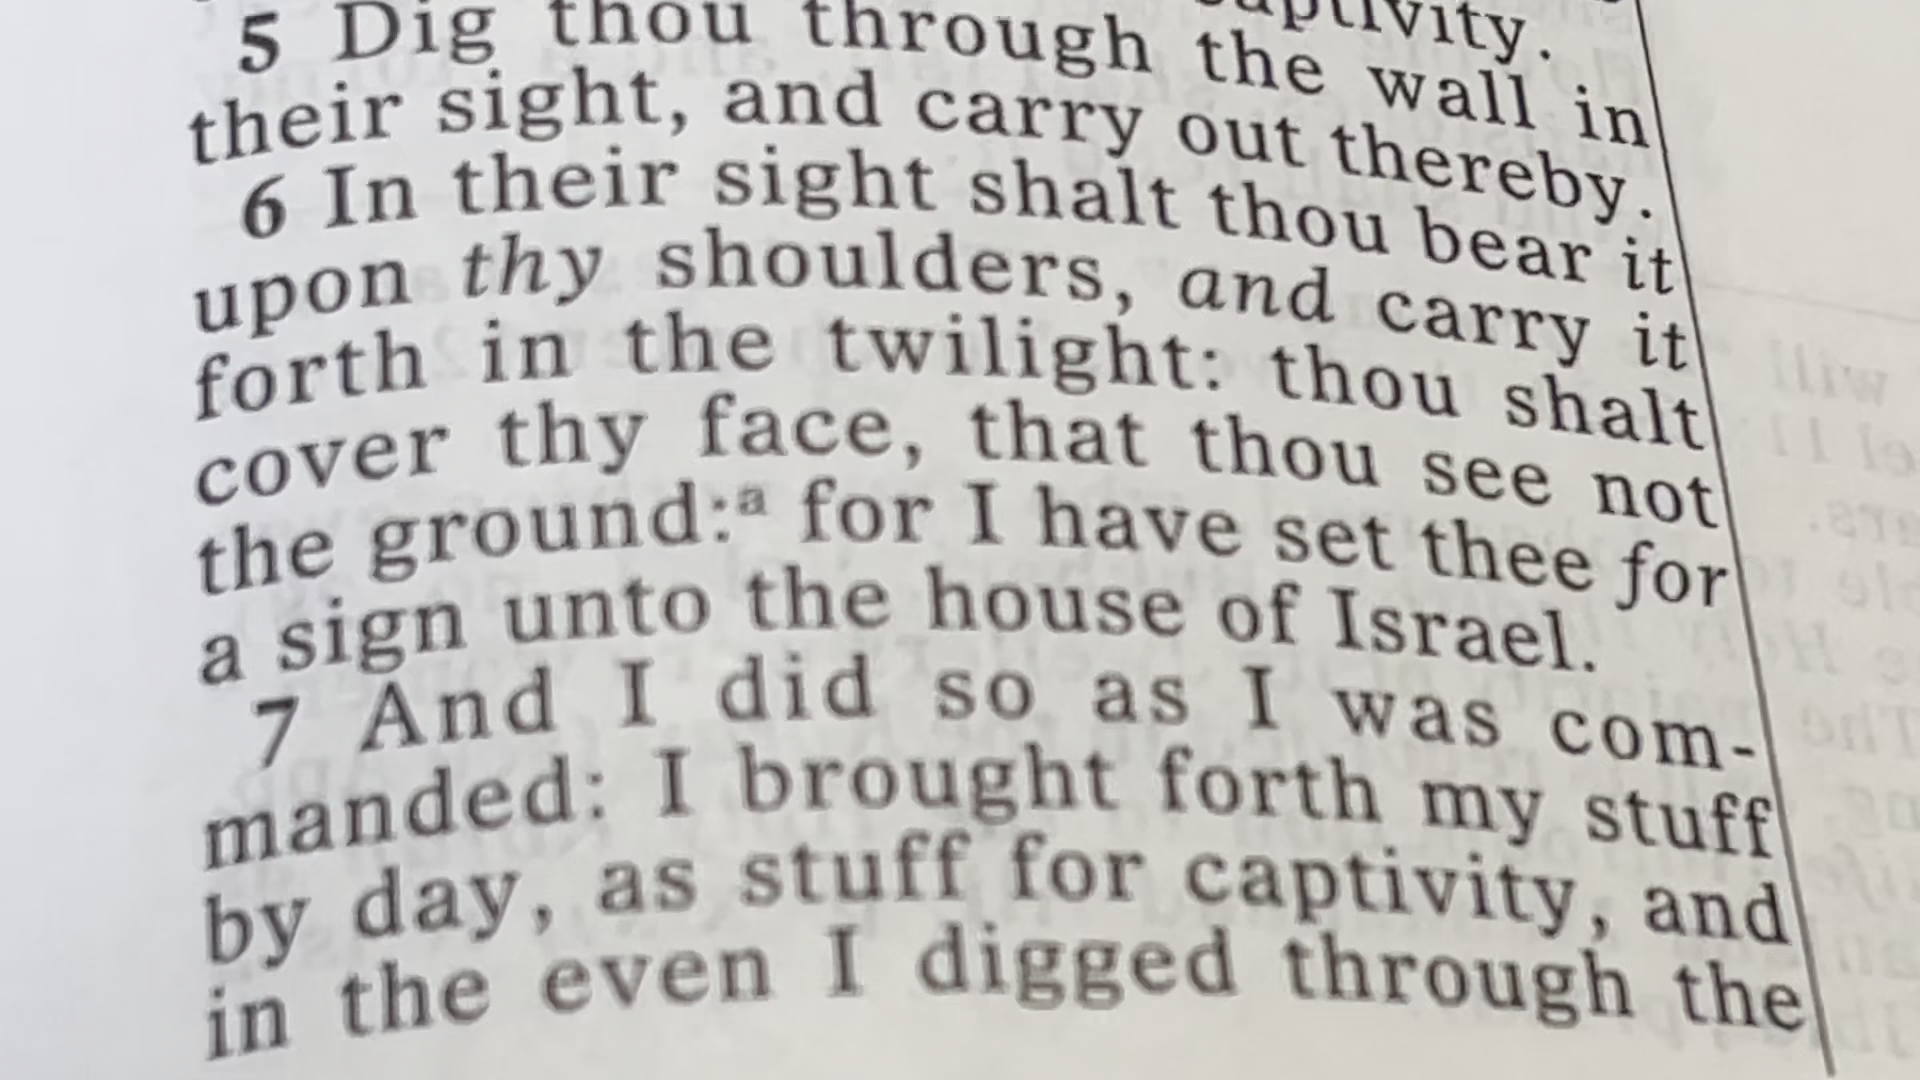 5 Dig thou through the wall in
their sight, and carry out thereby.
6 In their sight shalt thou bear it
upon thy shoulders, and carry it
forth in the twilight: thou shalt
cover thy face, that thou see not
the ground:ª for I have set thee for
a sign unto the house of Israel.
7 And I did so as I was com-
manded: I brought forth my stuff
by day, as stuff for captivity, and
in the even I digged through the